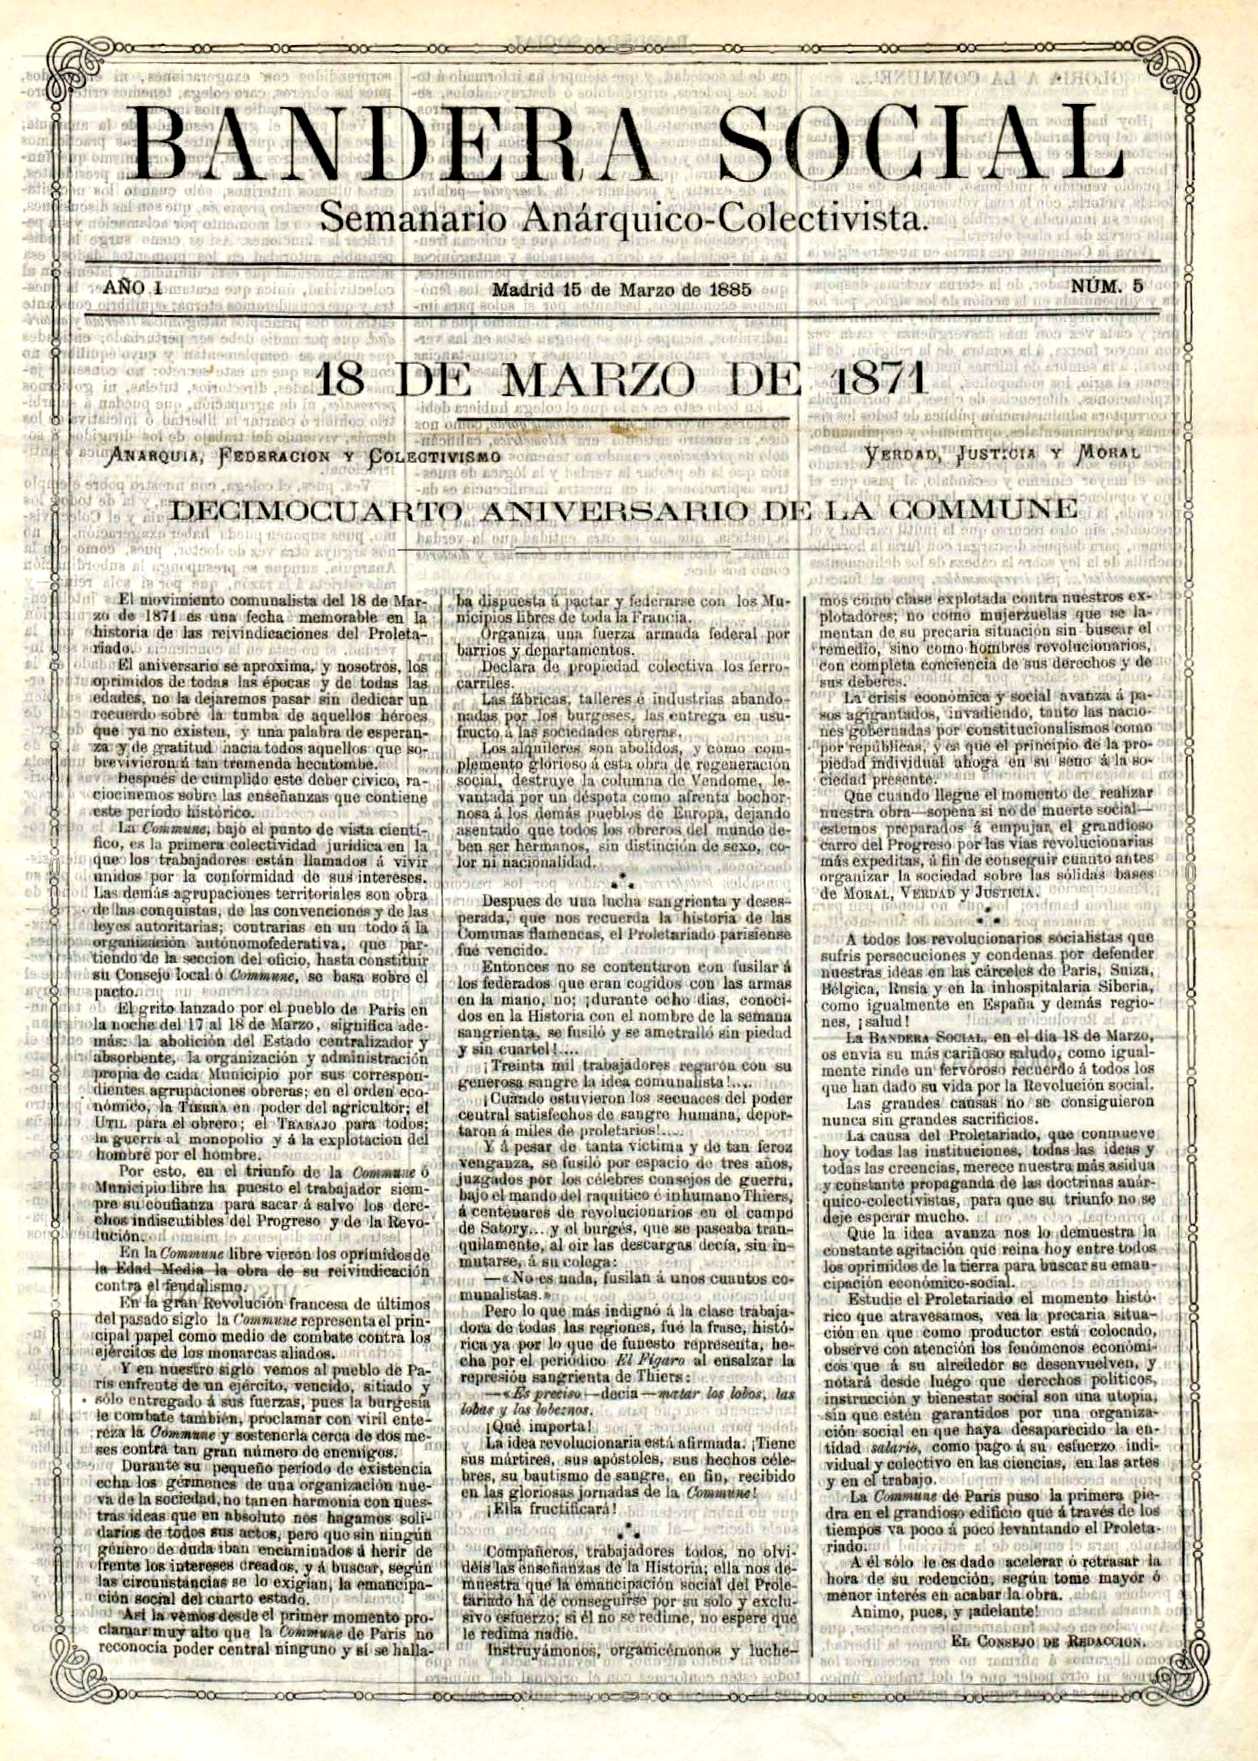 BANDERA SOCIAL
Semanario Anárquico-Colectivista.
AÑO I
Madrid 15 de Marzo de 1885
NÚM. 5
18 DE MARZO DE 1871
ANARQUIA, FEDERACION Y COLECTIVISMO
VERDAD, JUSTICIA Y MORAL
DECIMOCUARTO ANIVERSARIO DE LA COMMUNE
El movimiento comunalista del 18 de Mar-
zo de 1871 es una fecha memorable en la
historia de las reivindicaciones del Proleta-
riado.
El aniversario se aproxima, y nosotros, los
oprimidos de todas las épocas y de todas las
edades, no la dejaremos pasar sin dedicar un
recuerdo sobre la tumba de aquellos héroes
que ya no existen, y una palabra de esperan-
za y de gratitud hacia todos aquellos que so-
brevivieron á tan tremenda hecatombe.
Después de cumplido este deber cívico, ra-
ciocinemos sobre las enseñanzas que contiene
este periodo histórico.
La Commune, bajo el punto de vista cientí-
fico, es la primera colectividad jurídica en la
que los trabajadores están llamados á vivir
unidos por la conformidad de sus intereses.
Las demás agrupaciones territoriales son obra
de las conquistas, de las convenciones y de las
leyes autoritarias; contrarias en un todo á la
organización autónomofederativa, que par-
tiendo de la seccion del oficio, hasta constituir
su Consejo local ó Commune, se basa sobre el
pacto.
El grito lanzado por el pueblo de Paris en
la noche del 17 al 18 de Marzo, significa ade-
más: la abolición del Estado centralizador y
absorbente, la organización y administración
propia de cada Municipio por sus correspon-
dientes agrupaciones obreras; en el orden eco-
nómico, la TIERRA en poder del agricultor; el
UTIL para el obrero; el TRABAJO para todos;
la guerra al monopolio y á la explotacion del
hombre por el hombre.
Por esto, en el triunfo de la Commune ó
Municipio libre ha puesto el trabajador siem-
pre su confianza para sacar á salvo los dere-
chos indiscutibles del Progreso y de la Revo-
lución.
En la Commune libre vieron los oprimidos de
la Edad Media la obra de su reivindicación
contra el feudalismo.
En la gran Revolución francesa de últimos
del pasado siglo la Commune representa el prin-
cipal papel como medio de combate contra los
ejércitos de los monarcas aliados.
Y en nuestro siglo vemos al pueblo de Pa-
rís enfrente de un ejército, vencido, sitiado y
sólo entregado á sus fuerzas, pues la burgesía
le combate también, proclamar con viril ente-
reza la Commune y sostenerla cerca de dos me-
ses contra tan gran número de enemigos.
Durante su pequeño período de existencia
echa los gérmenes de una organización nue-
va de la sociedad, no tan en harmonía con nues-
tras ideas que en absoluto nos hagamos soli-
darios de todos sus actos, pero que sin ningún
género de duda iban encaminados á herir de
frente los intereses creados, y á buscar, según
las circunstancias se lo exigían, la emancipa-
ción social del cuarto estado.
Así la vemos desde el primer momento pro-
clamar muy alto que la Commune de Paris no
reconocía poder central ninguno y sí se halla-
ba dispuesta á pactar y federarse con los Mu-
nicipios libres de toda la Francia.
Organiza una fuerza armada federal por
barrios y departamentos.
Declara de propiedad colectiva los ferro-
carriles.
Las fábricas, talleres é industrias abando-
nadas por los burgeses, las entrega en usu-
fructo á las sociedades obreras.
Los alquileres son abolidos, y como com-
plemento glorioso á esta obra de regeneración
social, destruye la columna de Vendome, le-
vantada por un déspota como afrenta bochor-
nosa á los demás pueblos de Europa, dejando
asentado que todos los obreros del mundo de-
ben ser hermanos, sin distinción de sexo, co-
lor ni nacionalidad.
Despues de una lucha sangrienta y deses-
perada, que nos recuerda la historia de las
Comunas flamencas, el Proletariado parisiense
fué vencido.
Entonces no se contentaron con fusilar á
los federados que eran cogidos con las armas
en la mano, no; ¡durante ocho dias, conoci-
dos en la Historia con el nombre de la semana
sangrienta, se fusiló y se ametralló sin piedad
y sin cuartel!....
¡Treinta mil trabajadores regaron con su
generosa sangre la idea comunalista!....
¡Cuándo estuvieron los secuaces del poder
central satisfechos de sangre humana, depor-
taron á miles de proletarios!....
Y á pesar de tanta víctima y de tan feroz
venganza, se fusiló por espacio de tres años,
juzgados por los célebres consejos de guerra,
bajo el mando del raquítico é inhumano Thiers,
á centenares de revolucionarios en el campo
de Satory... y el burgés, que se paseaba tran-
quilamente, al oir las descargas decía, sin in-
mutarse, á su colega:
—«No es nada, fusilan á unos cuantos co-
munalistas.»
Pero lo que más indignó á la clase trabaja-
dora de todas las regiones, fué la frase, histó-
rica ya por lo que de funesto representa, he-
cha por el periódico El Fígaro al ensalzar la
represión sangrienta de Thiers:
—«Es preciso—decia—matar los lobos, las
lobas y los lobeznos.
¡Qué importa!
La idea revolucionaria está afirmada. ¡Tiene
sus mártires, sus apóstoles, sus hechos céle-
bres, su bautismo de sangre, en fin, recibido
en las gloriosas jornadas de la Commune!
¡Ella fructificará!
Compañeros, trabajadores todos, no olvi-
déis las enseñanzas de la Historia; ella nos de-
muestra que la emancipación social del Prole-
tariado há de conseguirse por su solo y exclu-
sivo esfuerzo; si él no se redime, no espere que
le redima nadie.
Instruyámonos, organicémonos y luche-
mos como clase explotada contra nuestros ex-
plotadores; no como mujerzuelas que se la-
mentan de su precaria situación sin buscar el
remedio, sino como hombres revolucionarios,
con completa conciencia de sus derechos y de
sus deberes.
La crisis económica y social avanza á pa-
sos agigantados, invadiendo, tanto las nacio-
nes gobernadas por constitucionalismos como
por repúblicas; y es que el principio de la pro-
piedad individual ahoga en su seno á la so-
ciedad presente.
Que cuando llegue el momento de realizar
nuestra obra—sopena si no de muerte social—
estemos preparados á empujar el grandioso
carro del Progreso por las vías revolucionarias
más expeditas, á fin de conseguir cuanto antes
organizar la sociedad sobre las sólidas bases
de MORAL, VERDAD Y JUSTICIA.
A todos los revolucionarios socialistas que
sufrís persecuciones y condenas por defender
nuestras ideas en las cárceles de Paris, Suiza,
Bélgica, Rusia y en la inhospitalaria Siberia,
como igualmente en España y demás regio-
nes, ¡salud!
La BANDERA SOCIAL, en el día 18 de Marzo,
os envia su más cariñoso saludo, como igual-
mente rinde un fervoroso recuerdo á todos los
que han dado su vida por la Revolución social.
Las grandes causas no se consiguieron
nunca sin grandes sacrificios.
La causa del Proletariado, que conmueve
hoy todas las instituciones, todas las ideas y
todas las creencias, merece nuestra más asidua
y constante propaganda de las doctrinas anár-
quico-colectivistas, para que su triunfo no se
deje esperar mucho.
Que la idea avanza nos lo demuestra la
constante agitación que reina hoy entre todos
los oprimidos de la tierra para buscar su eman-
cipación económico-social.
Estudie el Proletariado el momento histó-
rico que atravesamos, vea la precaria situa-
ción en que como productor está colocado,
observe con atención los fenómenos económi-
cos que á su alrededor se desenvuelven, y
notará desde luégo que derechos políticos,
instrucción y bienestar social son una utopia,
sin que estén garantidos por una organiza-
ción social en que haya desaparecido la en-
tidad salario, como pago á su esfuerzo indi-
vidual y colectivo en las ciencias, en las artes
y en el trabajo.
La Commune de Paris puso la primera pie-
dra en el grandioso edificio que á través de los
tiempos va poco á poco levantando el Proleta-
riado.
A él sólo le es dado acelerar ó retrasar la
hora de su redención, según tome mayor ó
menor interés en acabar la obra.
Animo, pues, y ¡adelante!
EL CONSEJO DE REDACCION.